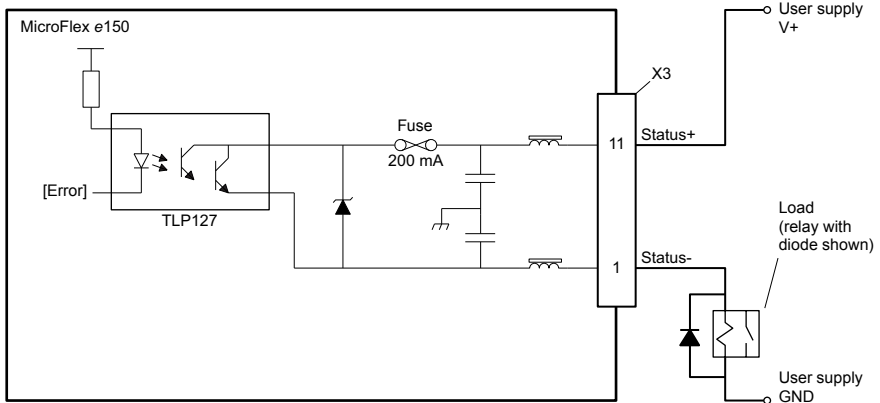 MicroFlex e150
User supply
V+
X3
Fuse
200 mA
11
Status+
[Error]
TLP127
Load
(relay with
diode shown)
1
Status-
User supply
GND